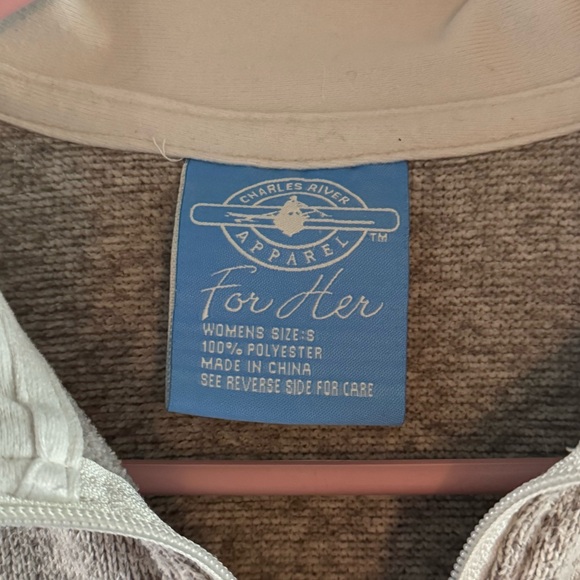 CHARLES RIVER
APPAREL
TM
For Her
WOMENS SIZE:S
100% POLYESTER
MADE IN CHINA
SEE REVERSE SIDE FOR CARE